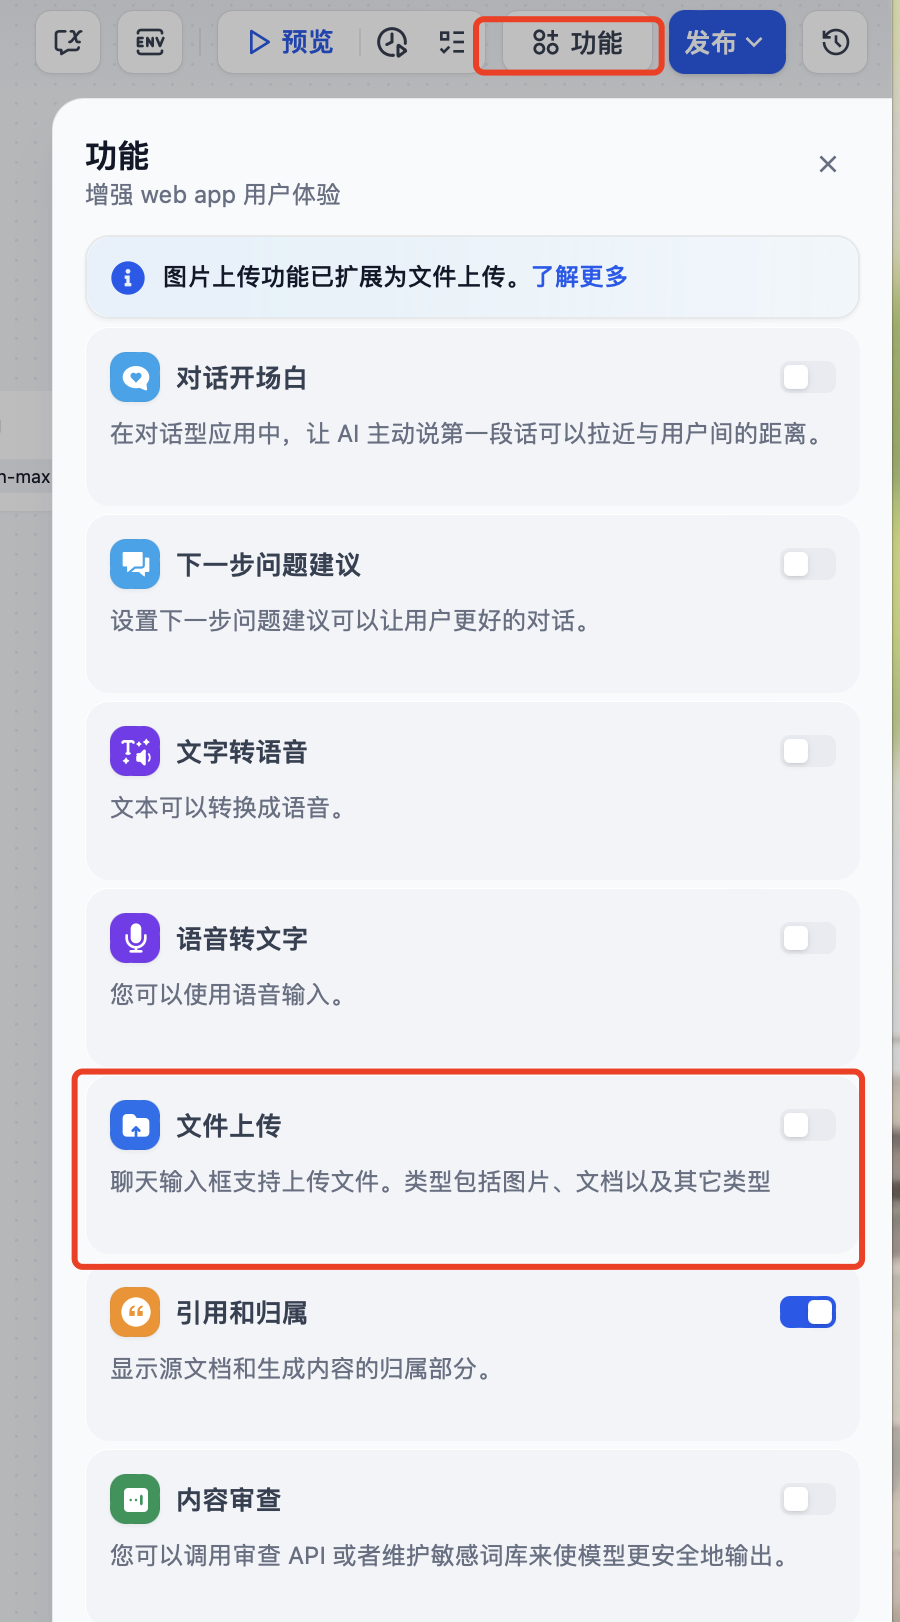 ENV
预览
功能
发布
功能
增强 web app 用户体验
图片上传功能已扩展为文件上传。了解更多
对话开场白
在对话型应用中，让 AI 主动说第一段话可以拉近与用户间的距离。
n-max
下一步问题建议
设置下一步问题建议可以让用户更好的对话。
文字转语音
文本可以转换成语音。
语音转文字
您可以使用语音输入。
文件上传
聊天输入框支持上传文件。类型包括图片、文档以及其它类型
引用和归属
显示源文档和生成内容的归属部分。
内容审查
您可以调用审查 API 或者维护敏感词库来使模型更安全地输出。